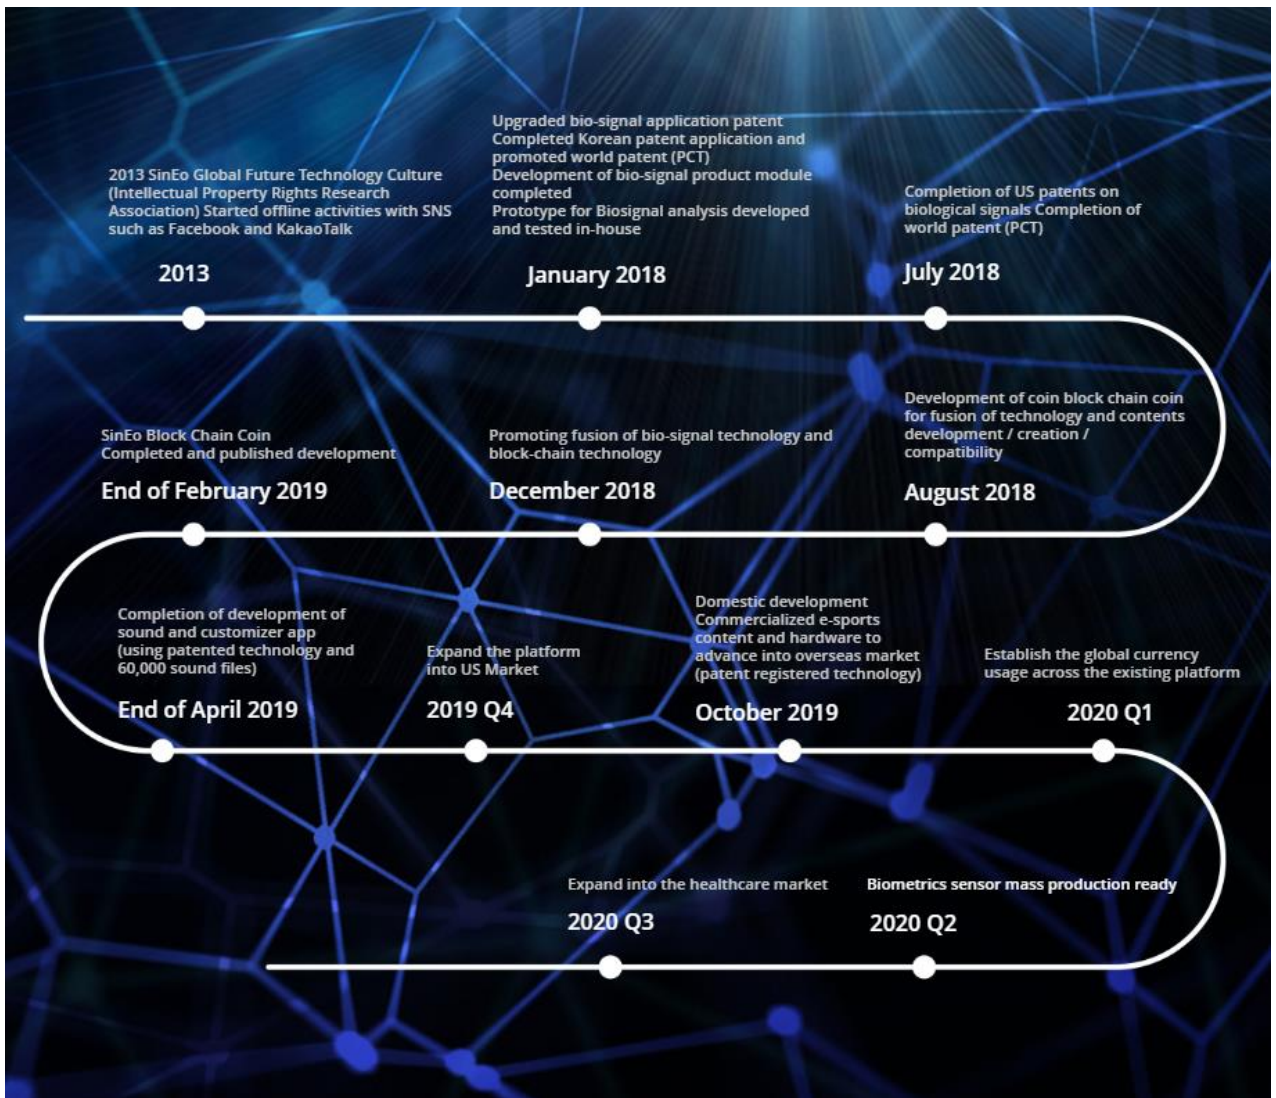 2013 SinEo Global Future Technology Culture
(Intellectual Property Rights Research
Association) Started offline activities with SNS
such as Facebook and KakaoTalk
2013
Upgraded bio-signal application patent
Completed Korean patent application and
promoted world patent (PCT)
Development of bio-signal product module
completed
Prototype for Biosignal analysis developed
and tested in-house
January 2018
Completion of US patents on
biological signals Completion of
world patent (PCT)
July 2018
Development of coin block chain coin
for fusion of technology and contents
development / creation /
compatibility
August 2018
Promoting fusion of bio-signal technology and
block-chain technology
December 2018
SinEo Block Chain Coin
Completed and published development
End of February 2019
Completion of development of
sound and customizer app
(using patented technology and
60,000 sound files)
End of April 2019
Expand the platform
into US Market
2019 Q4
Domestic development
Commercialized e-sports
content and hardware to
advance into overseas market
(patent registered technology)
October 2019
Establish the global currency
usage across the existing platform
2020 Q1
Biometrics sensor mass production ready
2020 Q2
Expand into the healthcare market
2020 Q3